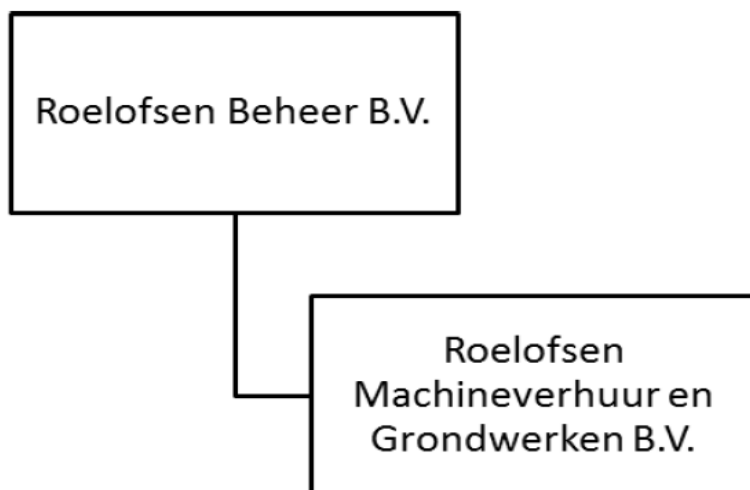 Roelofsen Beheer B.V.
Roelofsen
Machineverhuur en
Grondwerken B.V.